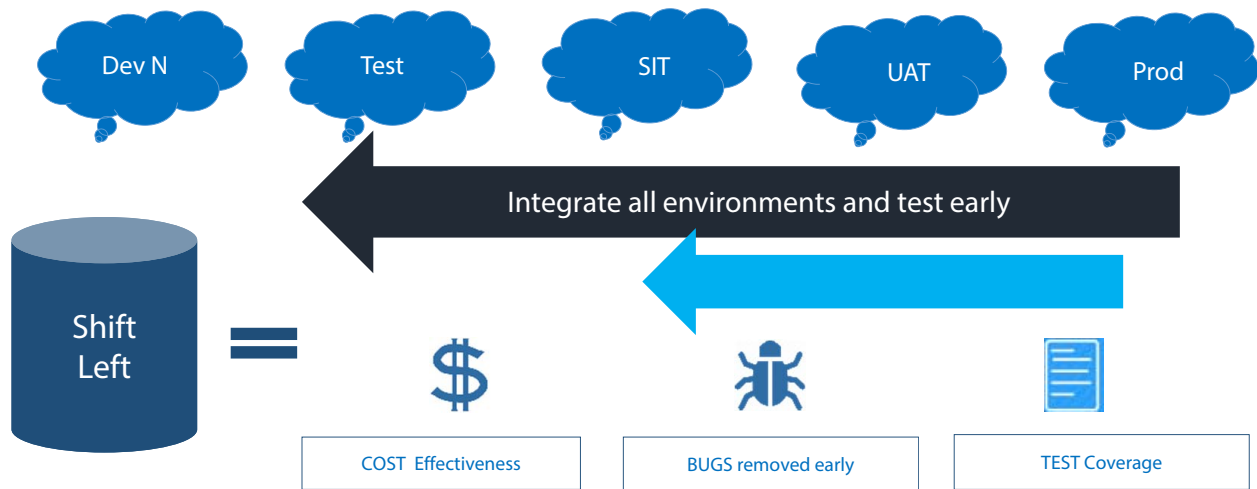 Dev N
Test
SIT
UAT
Prod
Integrate all environments and test early
Shift
Left
COST Effectiveness
BUGS removed early
TEST Coverage